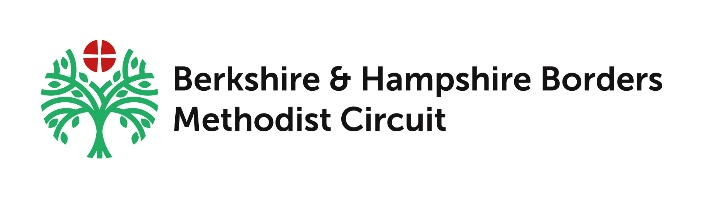 Berkshire & Hampshire Borders
Methodist Circuit